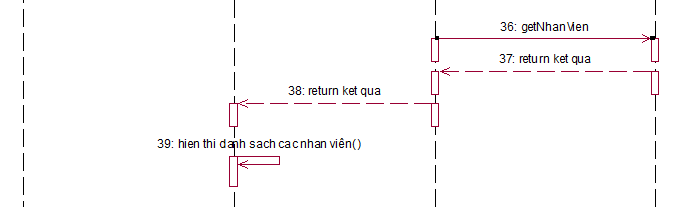 36: getNhanVien
37: return ket qua
38: return ket qua
39: hien thi danh sach cac nhan viên()